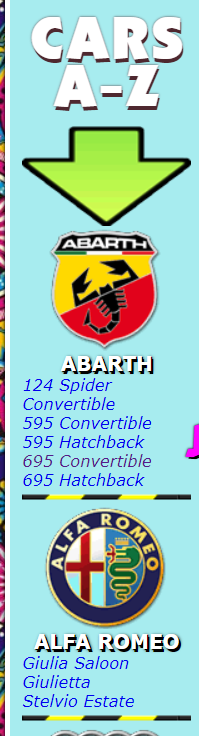 CARS
A-Z
ABARTH
ABARTH
124 Spider
Convertible
595 Convertible
595 Hatchback
695 Convertible
695 Hatchback
ALFA ROMEO
ALFA ROMEO
Giulia Saloon
Giulietta
Stelvio Estate